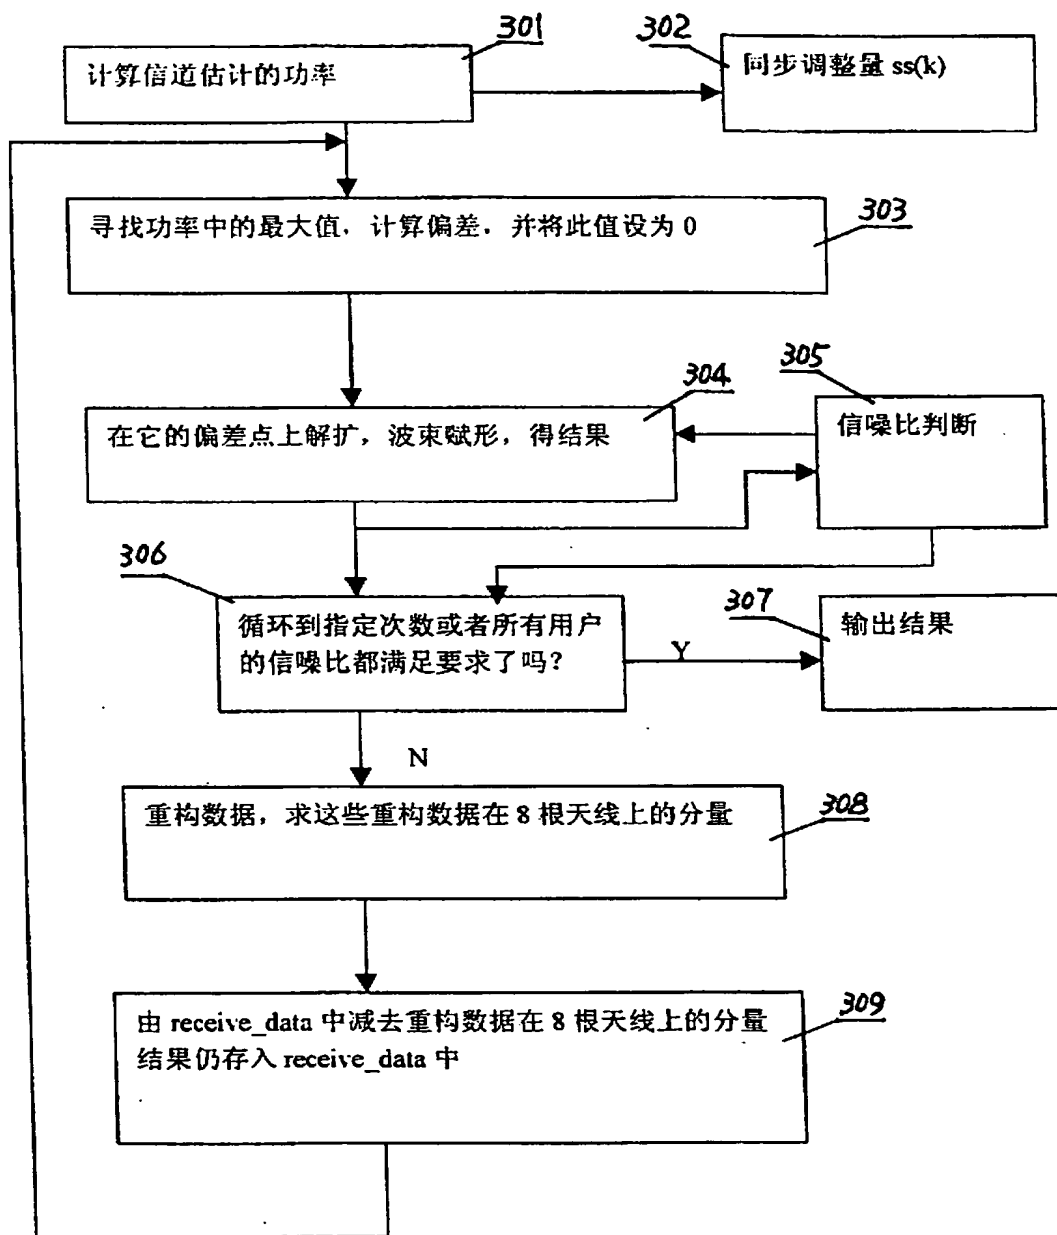 301
计算信道估计的功率
302
同步调整量 ss(k)
303
寻找功率中的最大值，计算偏差，并将此值设为 0
304
在它的偏差点上解扩，波束赋形，得结果
305
信噪比判断
306
循环到指定次数或者所有用户
的信噪比都满足要求了吗？
Y
307
输出结果
N
308
重构数据，求这些重构数据在 8 根天线上的分量
309
由 receive_data 中减去重构数据在 8 根天线上的分量
结果仍存入 receive_data 中